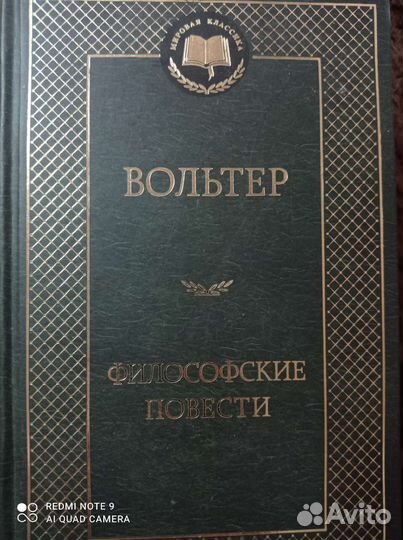 МИРОВАЯ КЛАССИКА
ВОЛЬТЕР
ФИЛОСОФСКИЕ
ПОВЕСТИ
REDMI NOTE 9
AI QUAD CAMERA
Avito